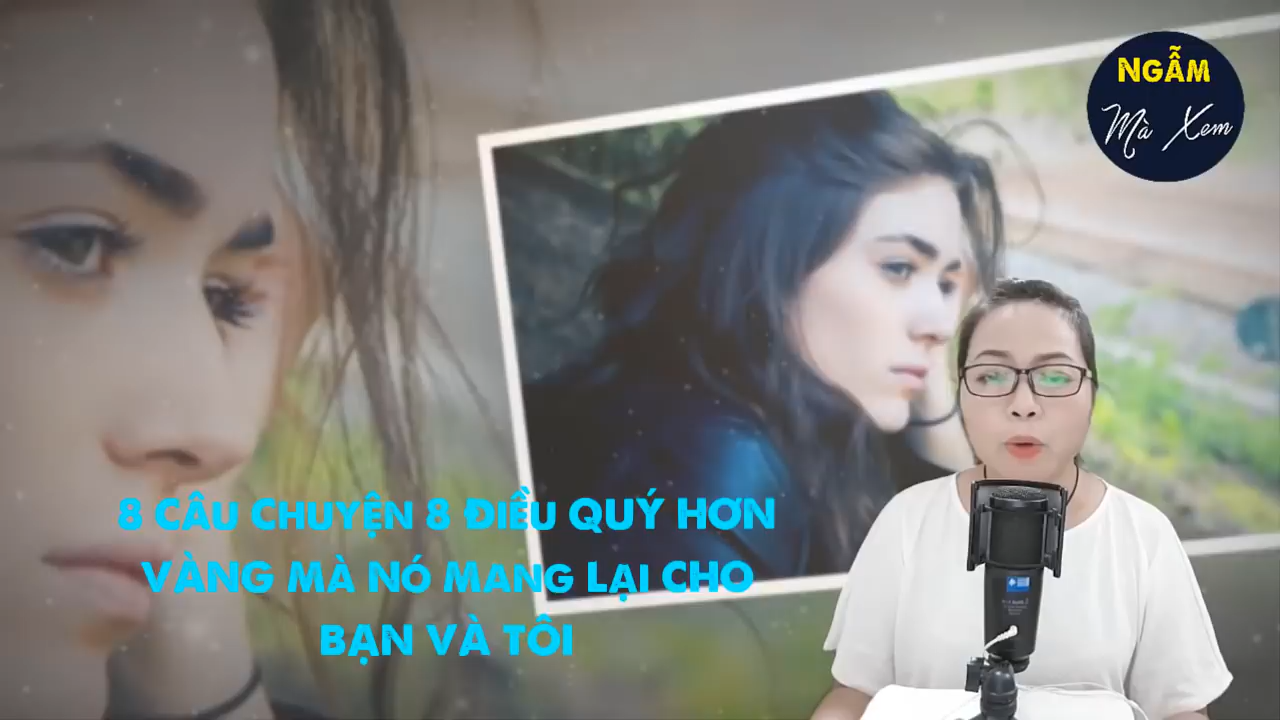 NGẪM
Mà Xem
8 CÂU CHUYỆN 8 ĐIỀU QUÝ HƠN
VÀNG MÀ NÓ MANG LẠI CHO
BẠN VÀ TÔI